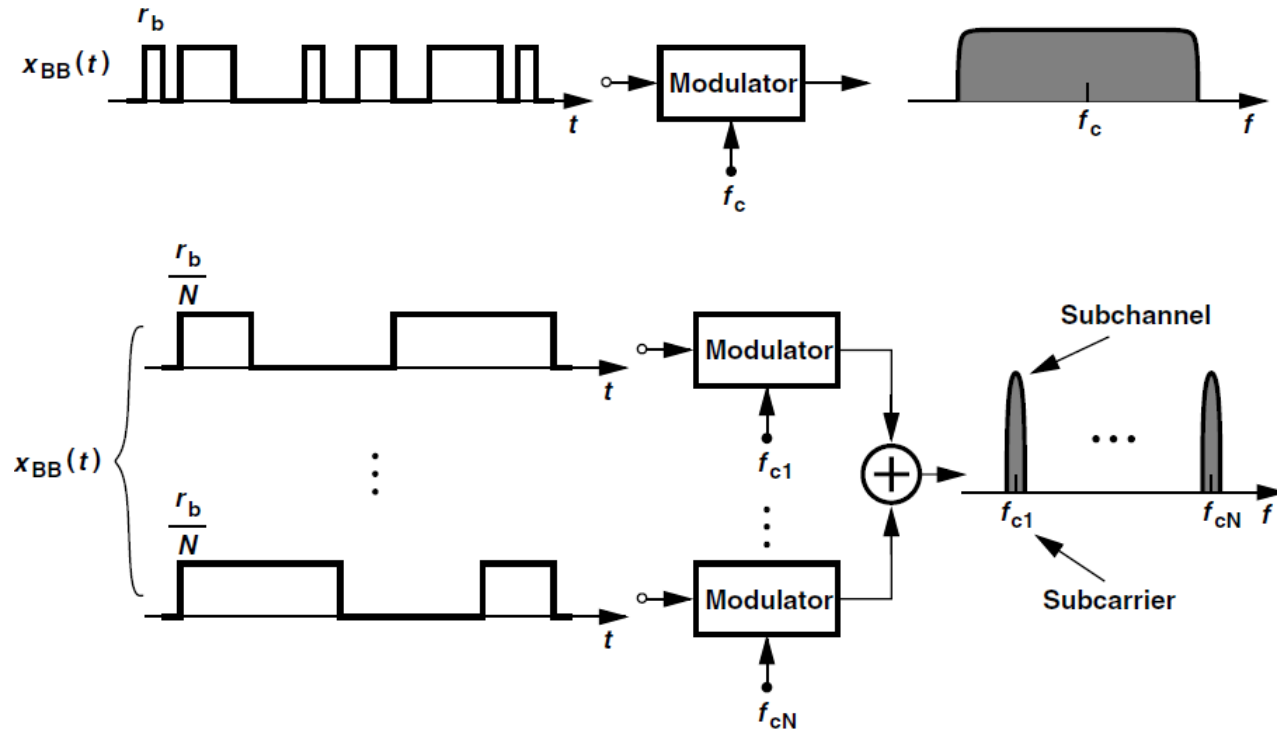 r_b
x_BB(t)
t
Modulator
f_c
f_c
f
r_b/N
t
Modulator
f_c1
x_BB(t)
r_b/N
t
Modulator
f_cN
Subchannel
f_c1
f_cN
f
Subcarrier